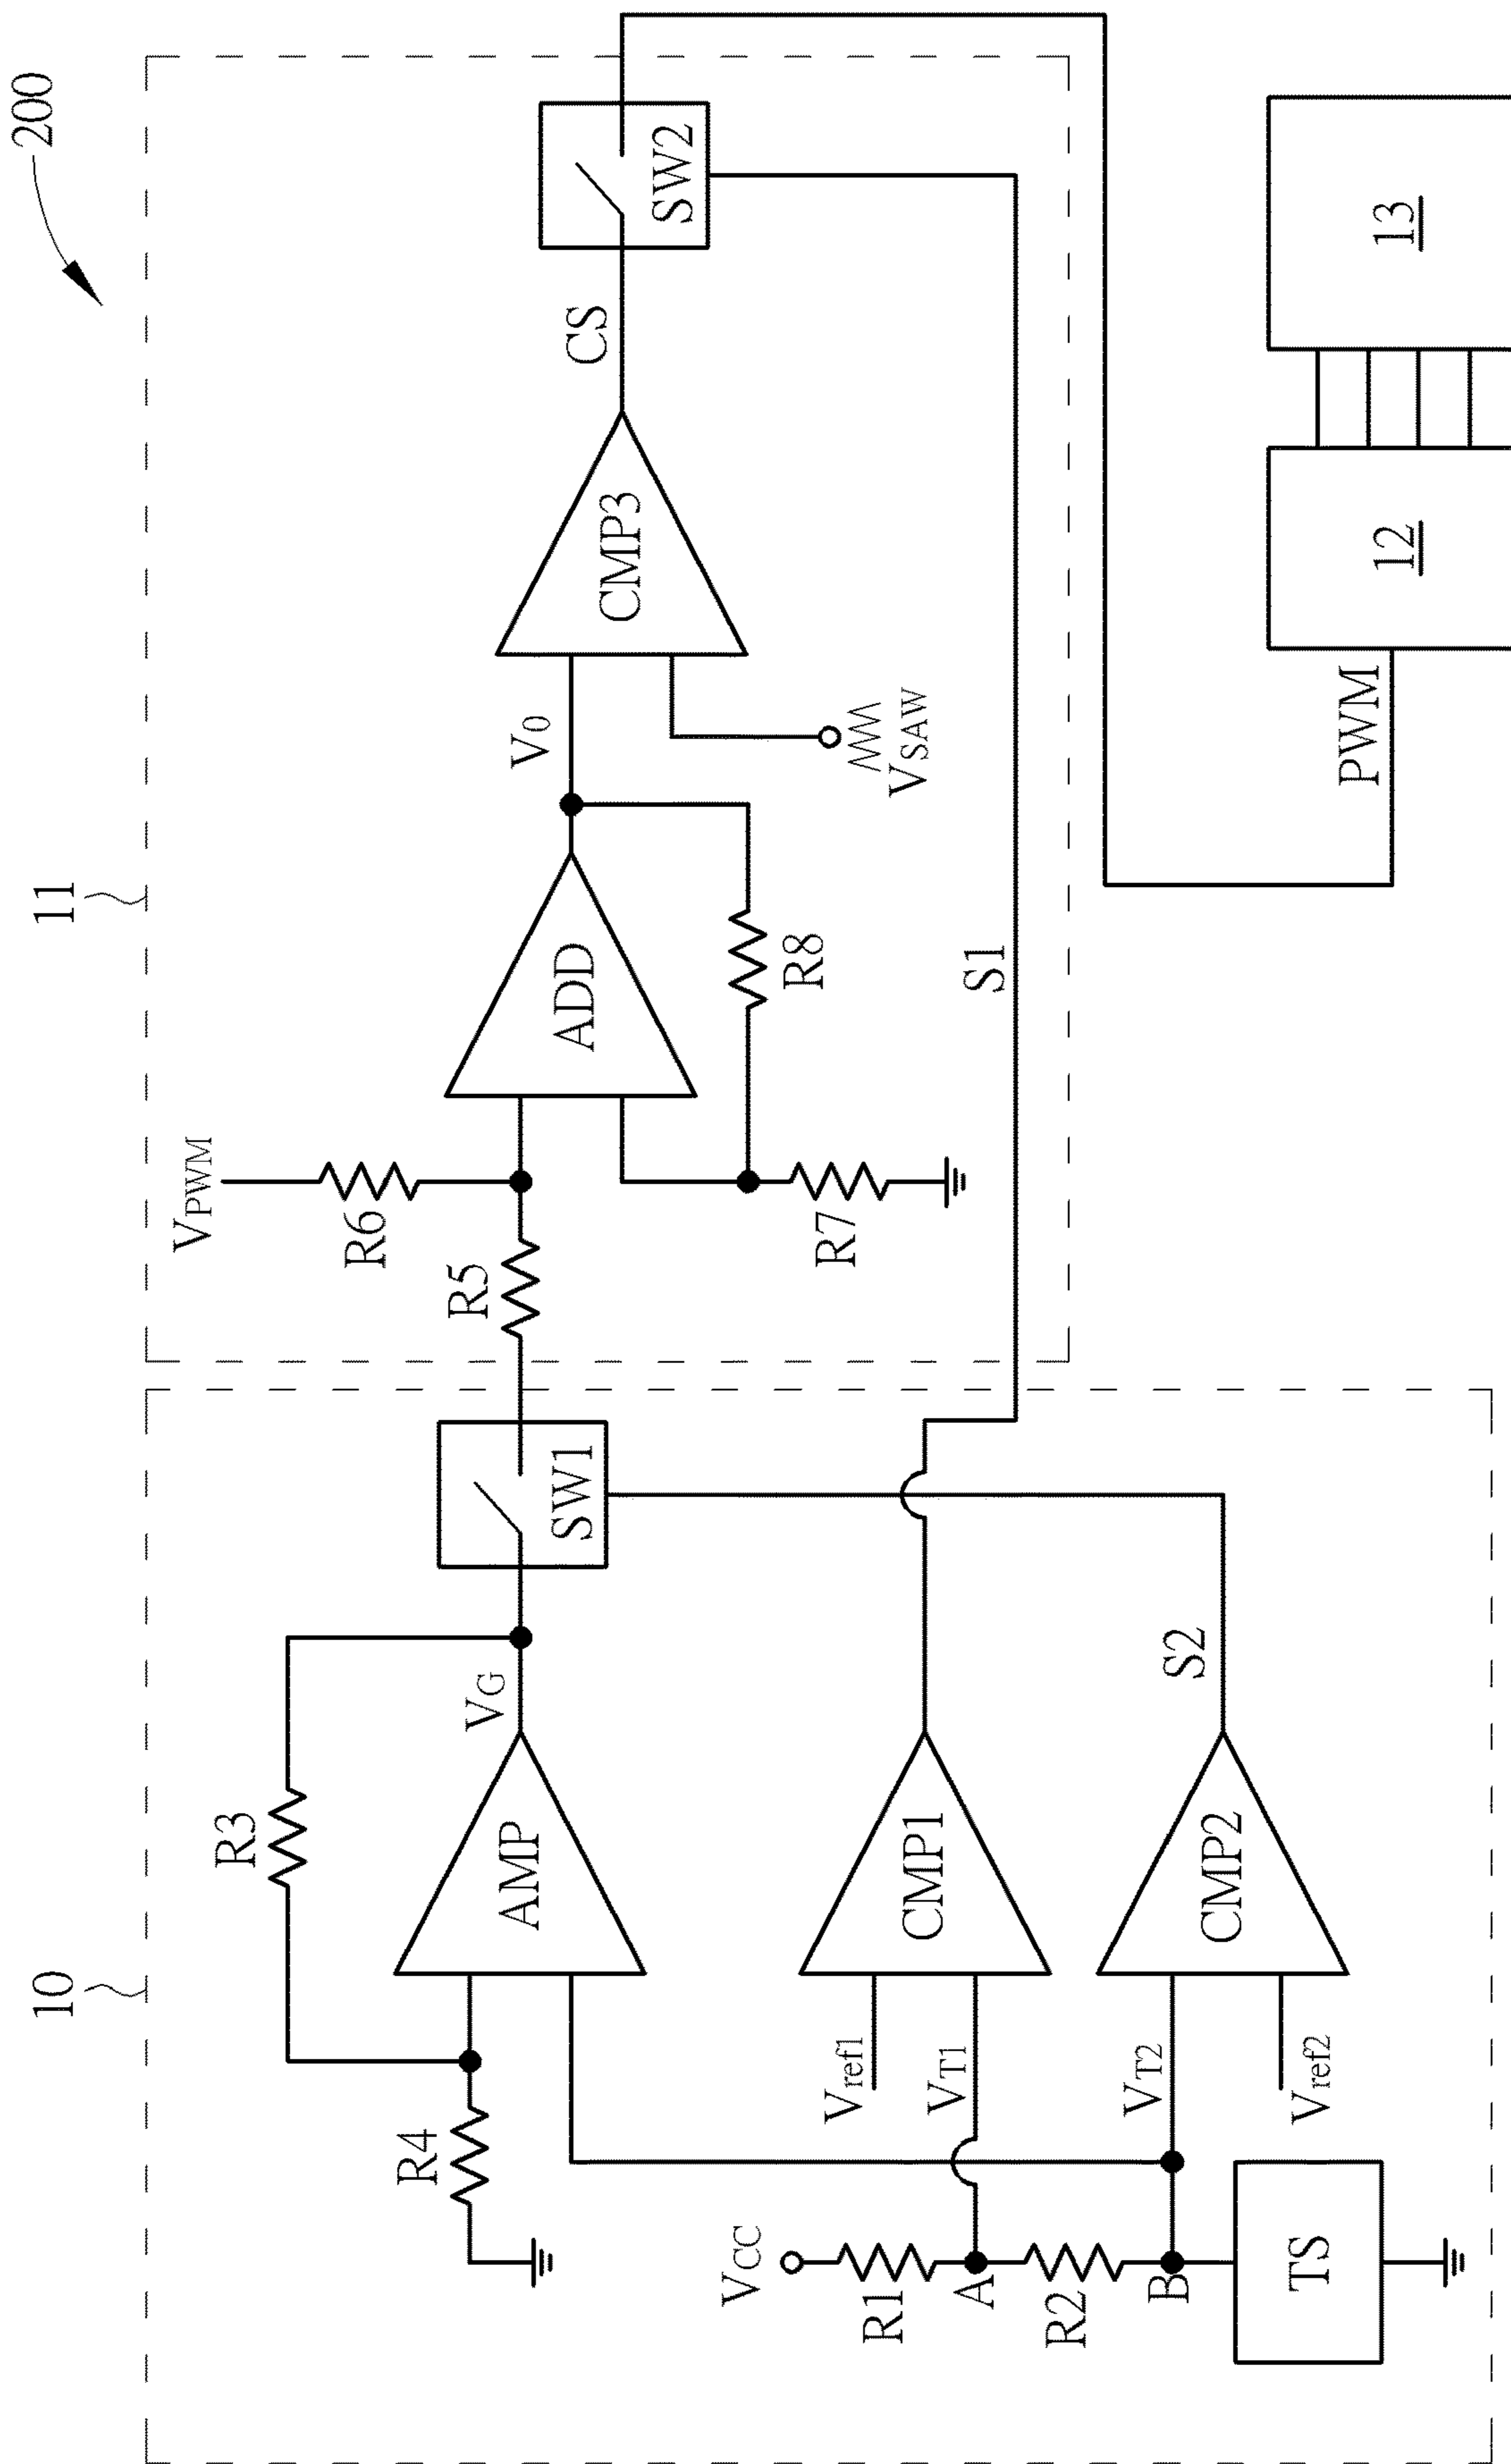 200
11
VPWM
R6
R5
ADD
R8
R7
V0
CMP3
VSAW
CS
SW2
S1
10
R3
R4
AMP
VG
SW1
Vref1
VT1
CMP1
VT2
Vref2
CMP2
S2
VCC
R1
A
R2
B
TS
PWM
12
13